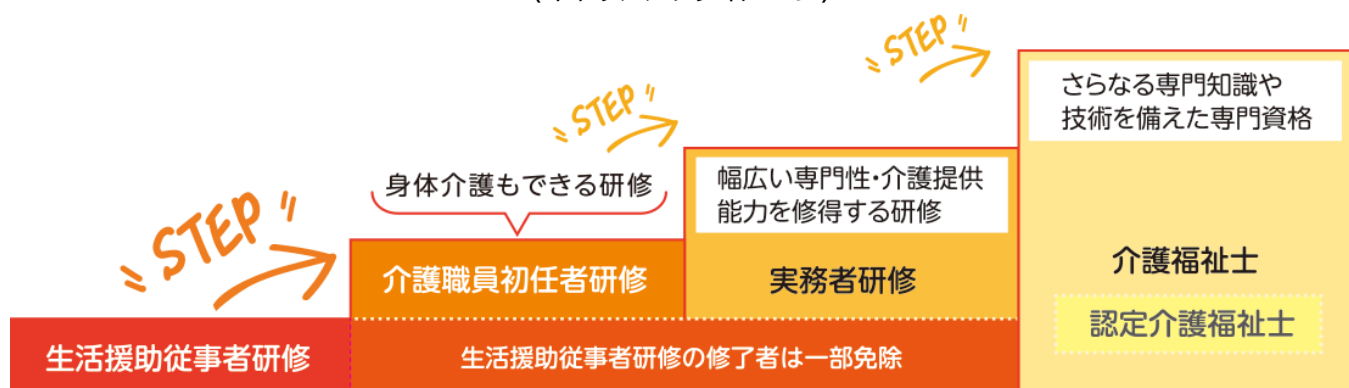 STEP
さらなる専門知識や
技術を備えた専門資格
STEP
身体介護もできる研修
幅広い専門性・介護提供
能力を修得する研修
STEP
介護職員初任者研修
実務者研修
介護福祉士
認定介護福祉士
生活援助従事者研修
生活援助従事者研修の修了者は一部免除